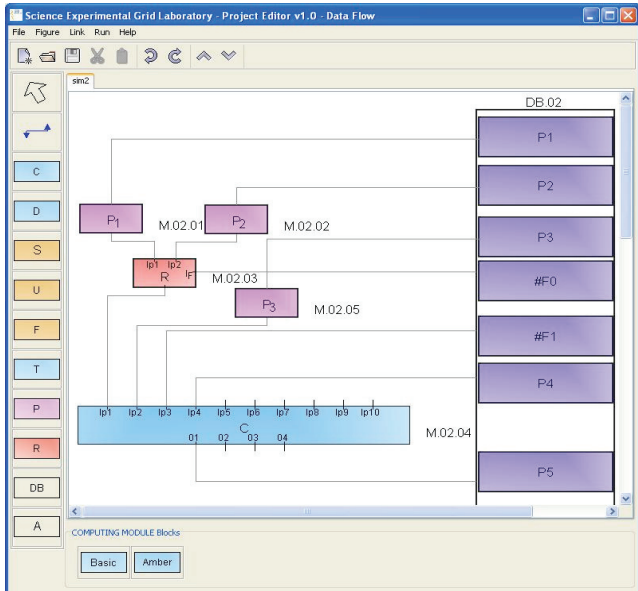 Science Experimental Grid Laboratory - Project Editor v1.0 - Data Flow
File Figure Link Run Help
sim2
DB.02
P1
P2
P3
#F0
#F1
P4
P5
P1 M.02.01
P2 M.02.02
Ip1 Ip2 IF
R M.02.03
P3 M.02.05
Ip1 Ip2 Ip3 Ip4 Ip5 Ip6 Ip7 Ip8 Ip9 Ip10
C
01 02 03 04
M.02.04
C
D
S
U
F
T
P
R
DB
A
COMPUTING MODULE Blocks
Basic Amber